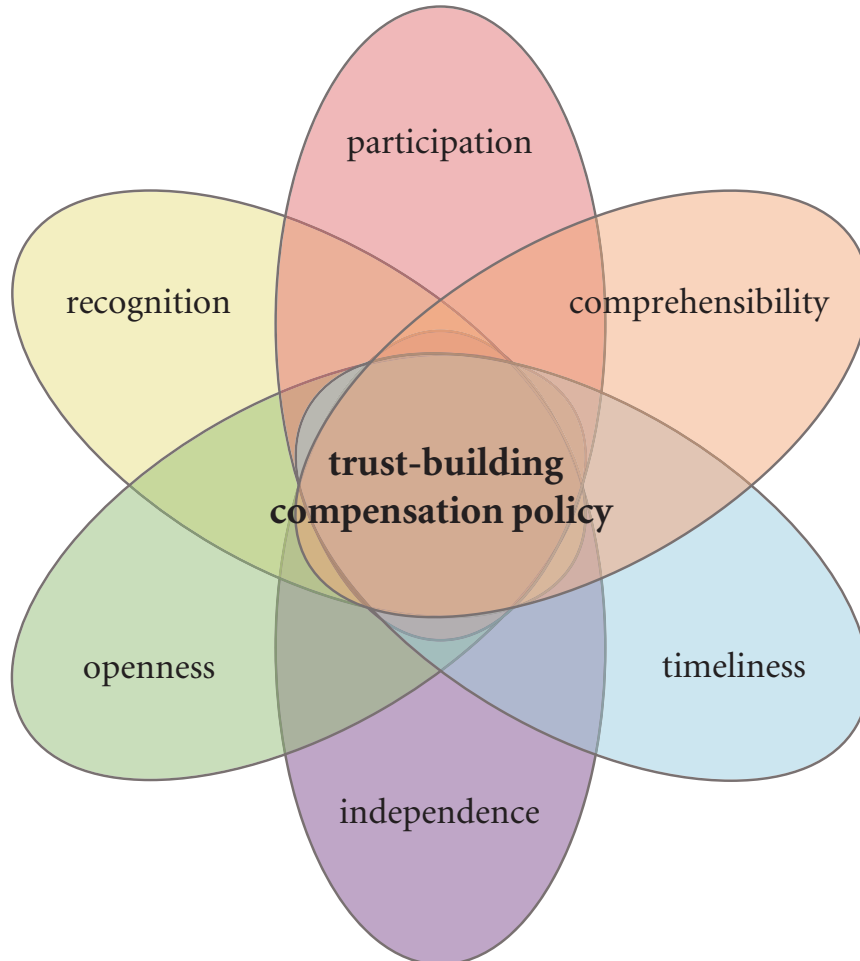 participation
recognition
comprehensibility
trust-building
compensation policy
openness
timeliness
independence